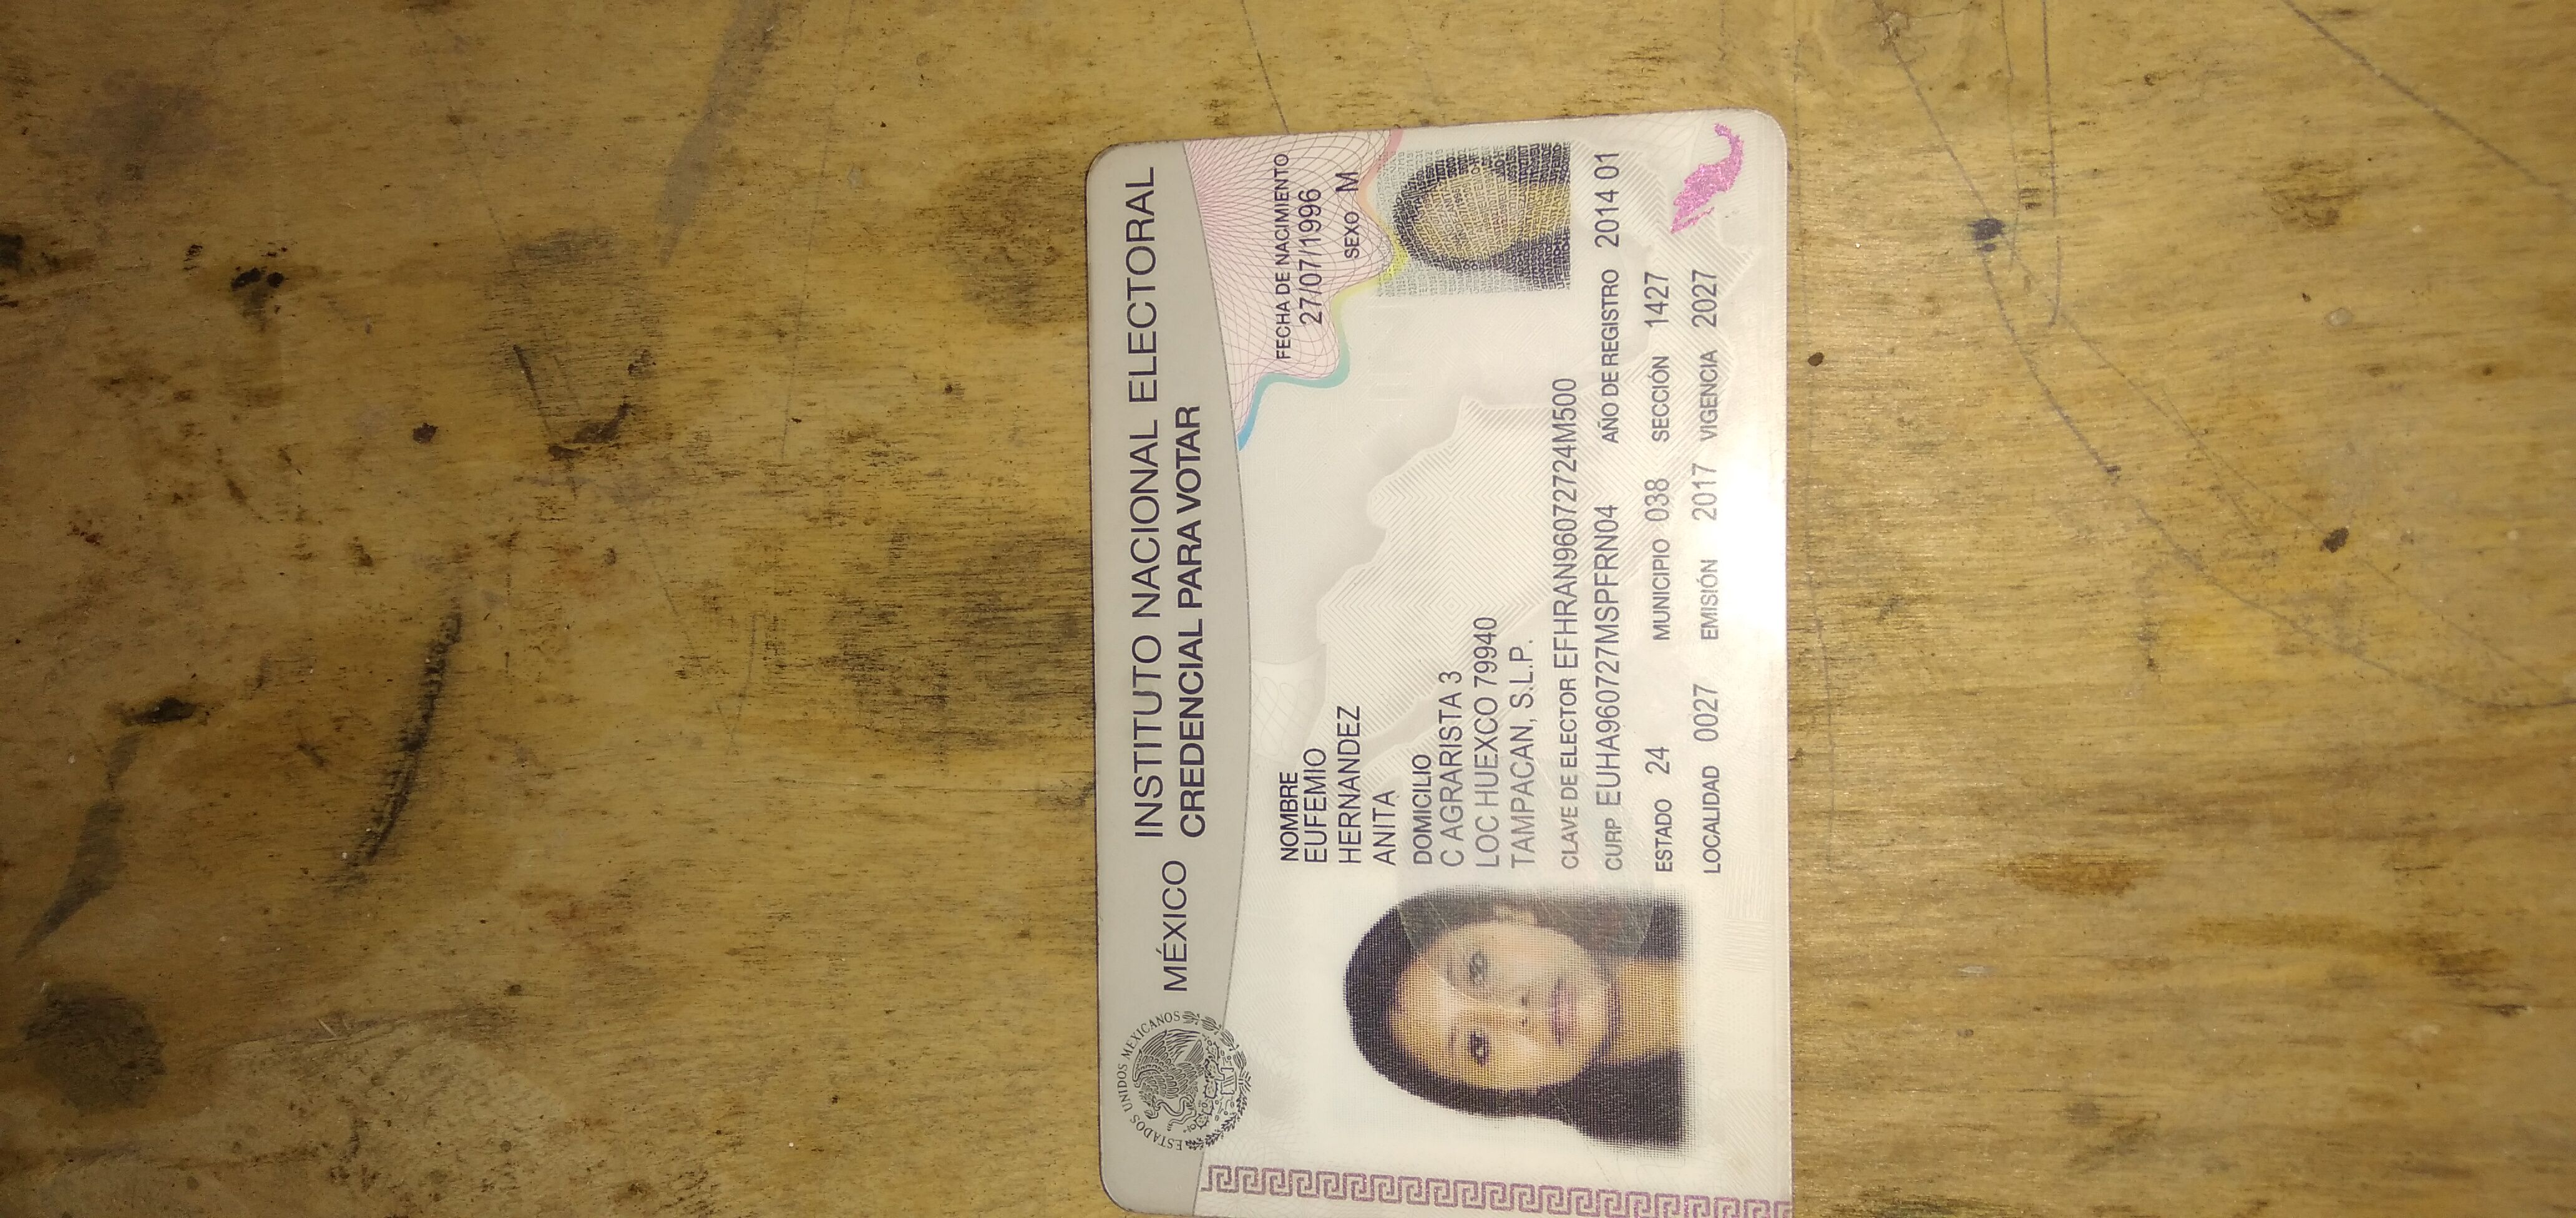 ESTADOS UNIDOS MEXICANOS
MÉXICO
INSTITUTO NACIONAL ELECTORAL
CREDENCIAL PARA VOTAR
NOMBRE
EUFEMIO
HERNANDEZ
ANITA
FECHA DE NACIMIENTO
27/07/1996
SEXO M
DOMICILIO
C AGRARISTA 3
LOC HUEXCO 79940
TAMPACAN, S.L.P.
CLAVE DE ELECTOR EFHRAN96072724M500
CURP EUHA960727MSPFRN04 AÑO DE REGISTRO 2014 01
ESTADO 24 MUNICIPIO 038 SECCIÓN 1427
LOCALIDAD 0027 EMISIÓN 2017 VIGENCIA 2027